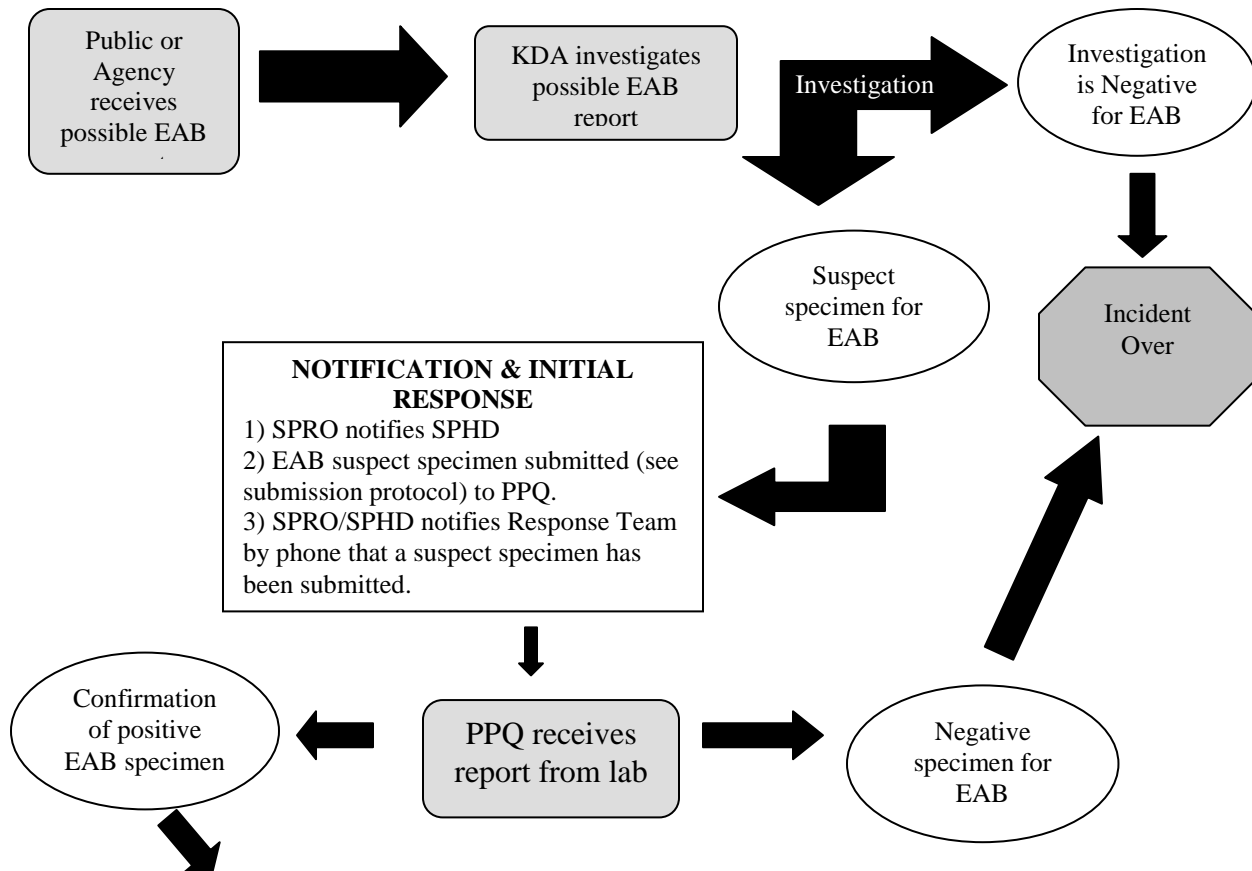 Public or
Agency
receives
possible EAB
KDA investigates
possible EAB
report
Investigation
Investigation
is Negative
for EAB
Suspect
specimen for
EAB
Incident
Over
NOTIFICATION & INITIAL
RESPONSE
1) SPRO notifies SPHD
2) EAB suspect specimen submitted (see
submission protocol) to PPQ.
3) SPRO/SPHD notifies Response Team
by phone that a suspect specimen has
been submitted.
Confirmation
of positive
EAB specimen
PPQ receives
report from lab
Negative
specimen for
EAB